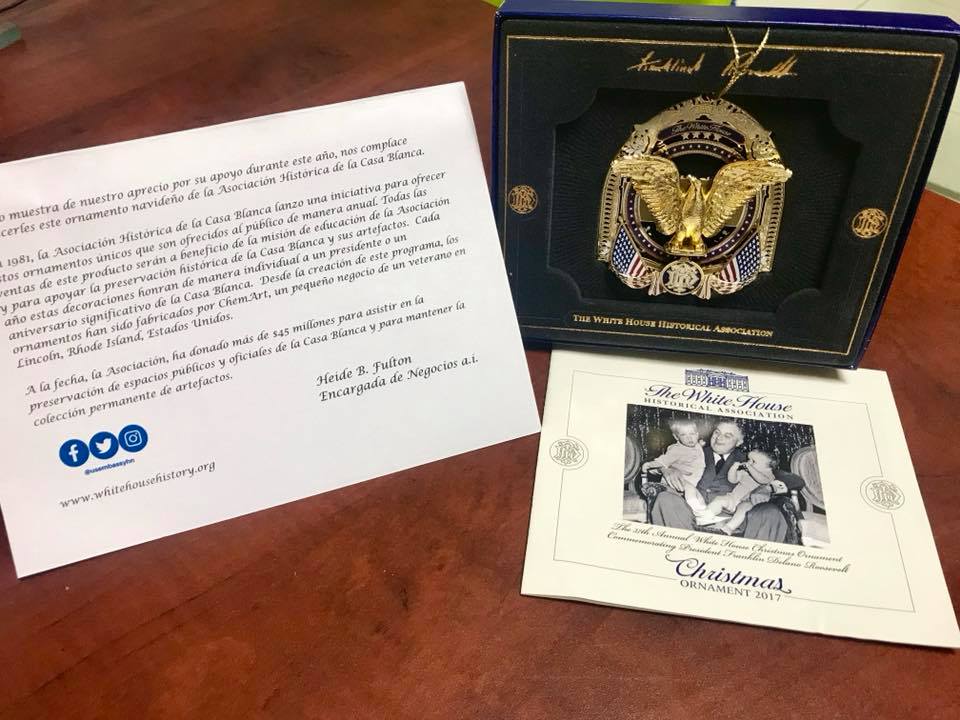 o muestra de nuestro aprecio por su apoyo durante este año, nos complace
cerles este ornamento navideño de la Asociación Histórica de la Casa Blanca.
1981, la Asociación Histórica de la Casa Blanca lanzo una iniciativa para ofrecer
stos ornamentos únicos que son ofrecidos al público de manera anual. Todas las
ventas de este producto serán a beneficio de la misión de educación de la Asociación
y para apoyar la preservación histórica de la Casa Blanca y sus artefactos. Cada
año estas decoraciones honran de manera individual a un presidente o un
aniversario significativo de la Casa Blanca. Desde la creación de este programa, los
ornamentos han sido fabricados por ChemArt, un pequeño negocio de un veterano en
Lincoln, Rhode Island, Estados Unidos.
A la fecha, la Asociación, ha donado más de $45 millones para asistir en la
preservación de espacios públicos y oficiales de la Casa Blanca y para mantener la
colección permanente de artefactos.
Heide B. Fulton
Encargada de Negocios a.i.
@usembassyhn
www.whitehousehistory.org
Franklin D Roosevelt
The White House
THE WHITE HOUSE HISTORICAL ASSOCIATION
The White House
HISTORICAL ASSOCIATION
The 37th Annual White House Christmas Ornament
Commemorating President Franklin Delano Roosevelt
Christmas
ORNAMENT 2017